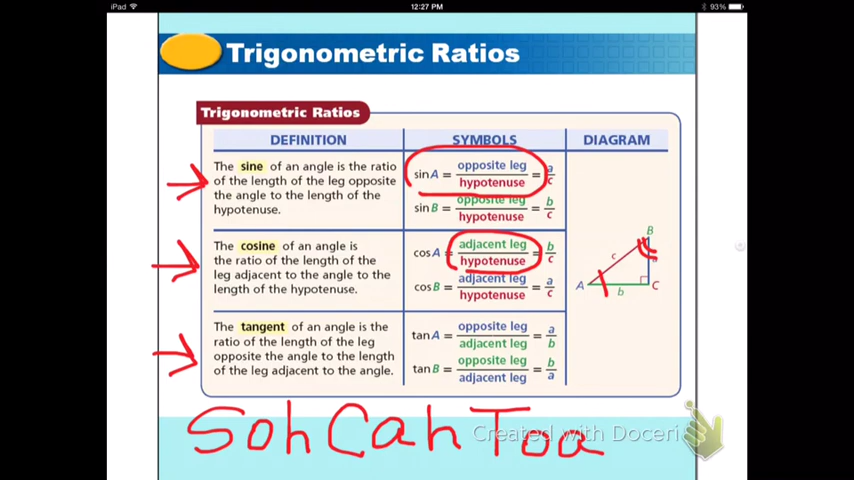 iPad 12:27 PM 93%
Trigonometric Ratios
Trigonometric Ratios
DEFINITION SYMBOLS DIAGRAM
The sine of an angle is the ratio
of the length of the leg opposite
the angle to the length of the
hypotenuse.
sin A = opposite leg / hypotenuse = a / c
sin B = opposite leg / hypotenuse = b / c
The cosine of an angle is
the ratio of the length of the
leg adjacent to the angle to the
length of the hypotenuse.
cos A = adjacent leg / hypotenuse = b / c
cos B = adjacent leg / hypotenuse = a / c
The tangent of an angle is the
ratio of the length of the leg
opposite the angle to the length
of the leg adjacent to the angle.
tan A = opposite leg / adjacent leg = a / b
tan B = opposite leg / adjacent leg = b / a
B
c
A
b
C
Soh Cah Toa
Created with Doceri